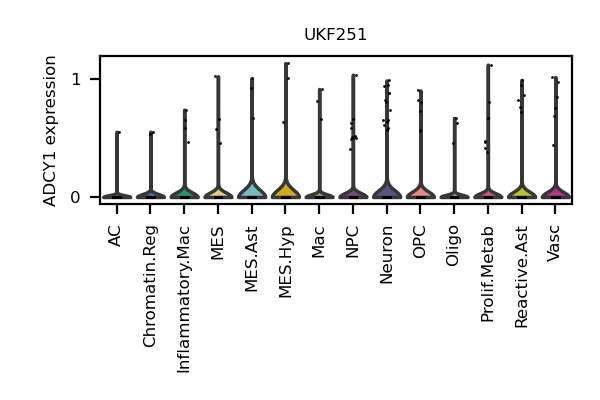 UKF251
ADCY1 expression
1
0
AC
Chromatin.Reg
Inflammatory.Mac
MES
MES.Ast
MES.Hyp
Mac
NPC
Neuron
OPC
Oligo
Prolif.Metab
Reactive.Ast
Vasc